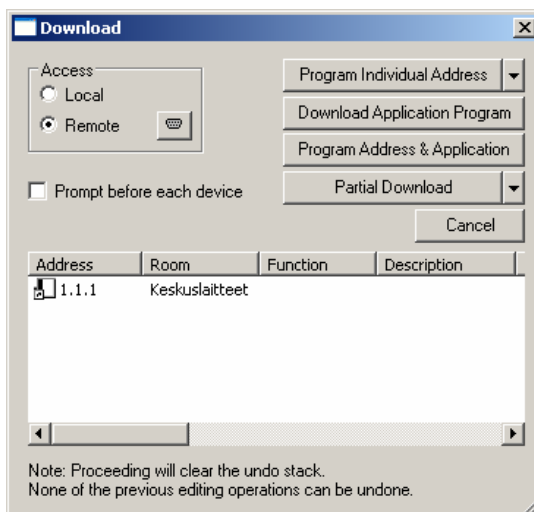 Download
Access
Local
Remote
Prompt before each device
Program Individual Address
Download Application Program
Program Address & Application
Partial Download
Cancel
Address Room Function Description
1.1.1 Keskuslaitteet
Note: Proceeding will clear the undo stack.
None of the previous editing operations can be undone.